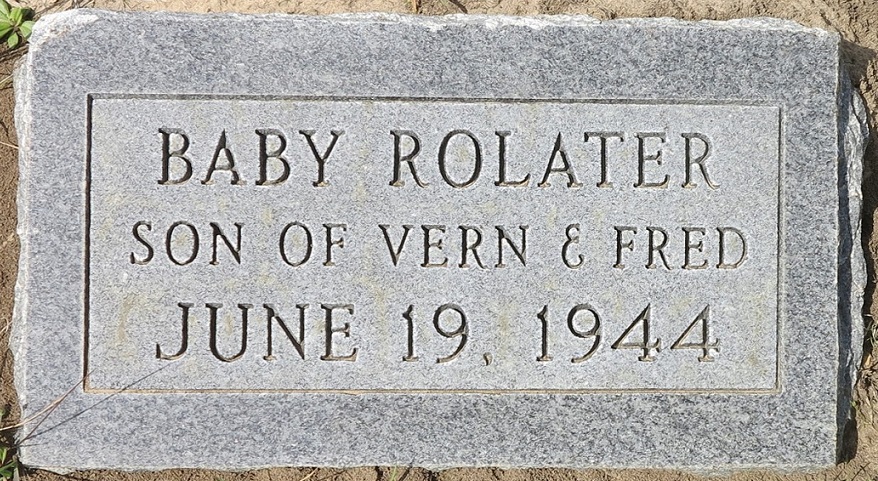 BABY ROLATER
SON OF VERN & FRED
JUNE 19, 1944